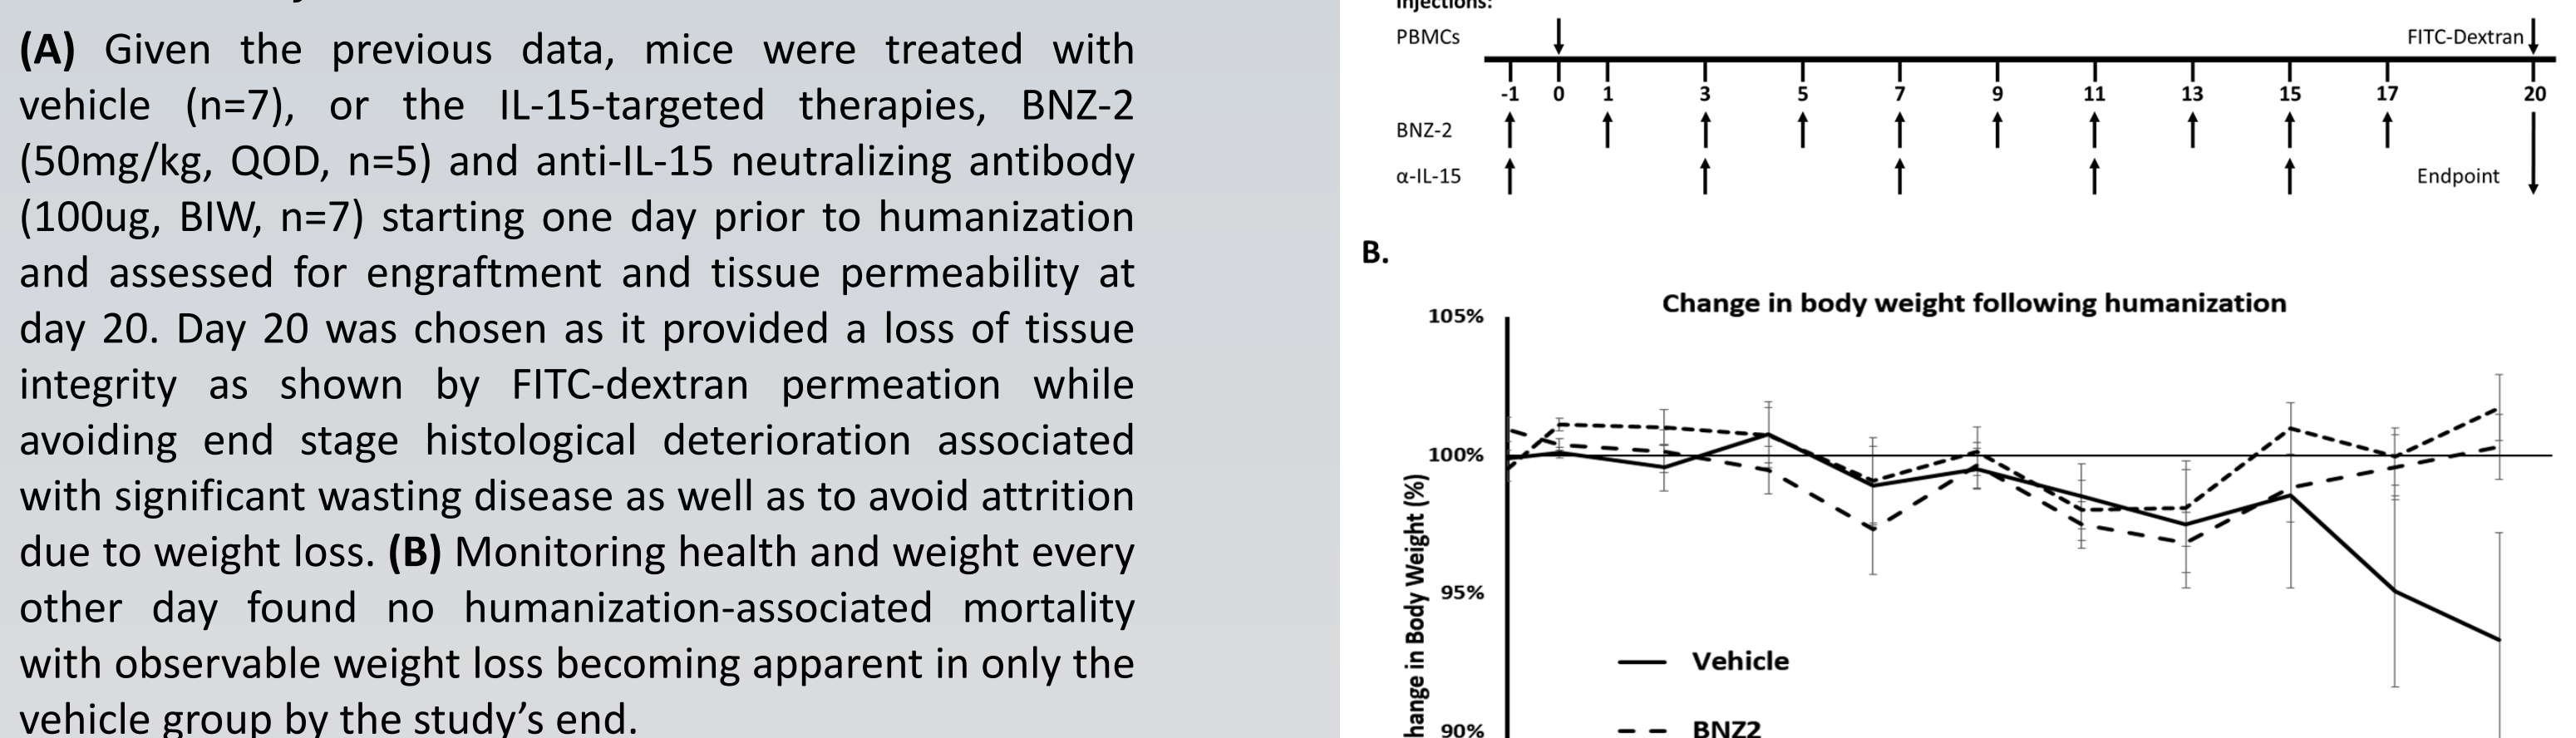 (A) Given the previous data, mice were treated with
vehicle (n=7), or the IL-15-targeted therapies, BNZ-2
(50mg/kg, QOD, n=5) and anti-IL-15 neutralizing antibody
(100ug, BIW, n=7) starting one day prior to humanization
and assessed for engraftment and tissue permeability at
day 20. Day 20 was chosen as it provided a loss of tissue
integrity as shown by FITC-dextran permeation while
avoiding end stage histological deterioration associated
with significant wasting disease as well as to avoid attrition
due to weight loss. (B) Monitoring health and weight every
other day found no humanization-associated mortality
with observable weight loss becoming apparent in only the
vehicle group by the study's end.
Injections:
PBMCs
FITC-Dextran
-1 0 1 3 5 7 9 11 13 15 17 20
BNZ-2
α-IL-15
Endpoint
B.
Change in body weight following humanization
105%
100%
95%
90%
hange in Body Weight (%)
Vehicle
BNZ2